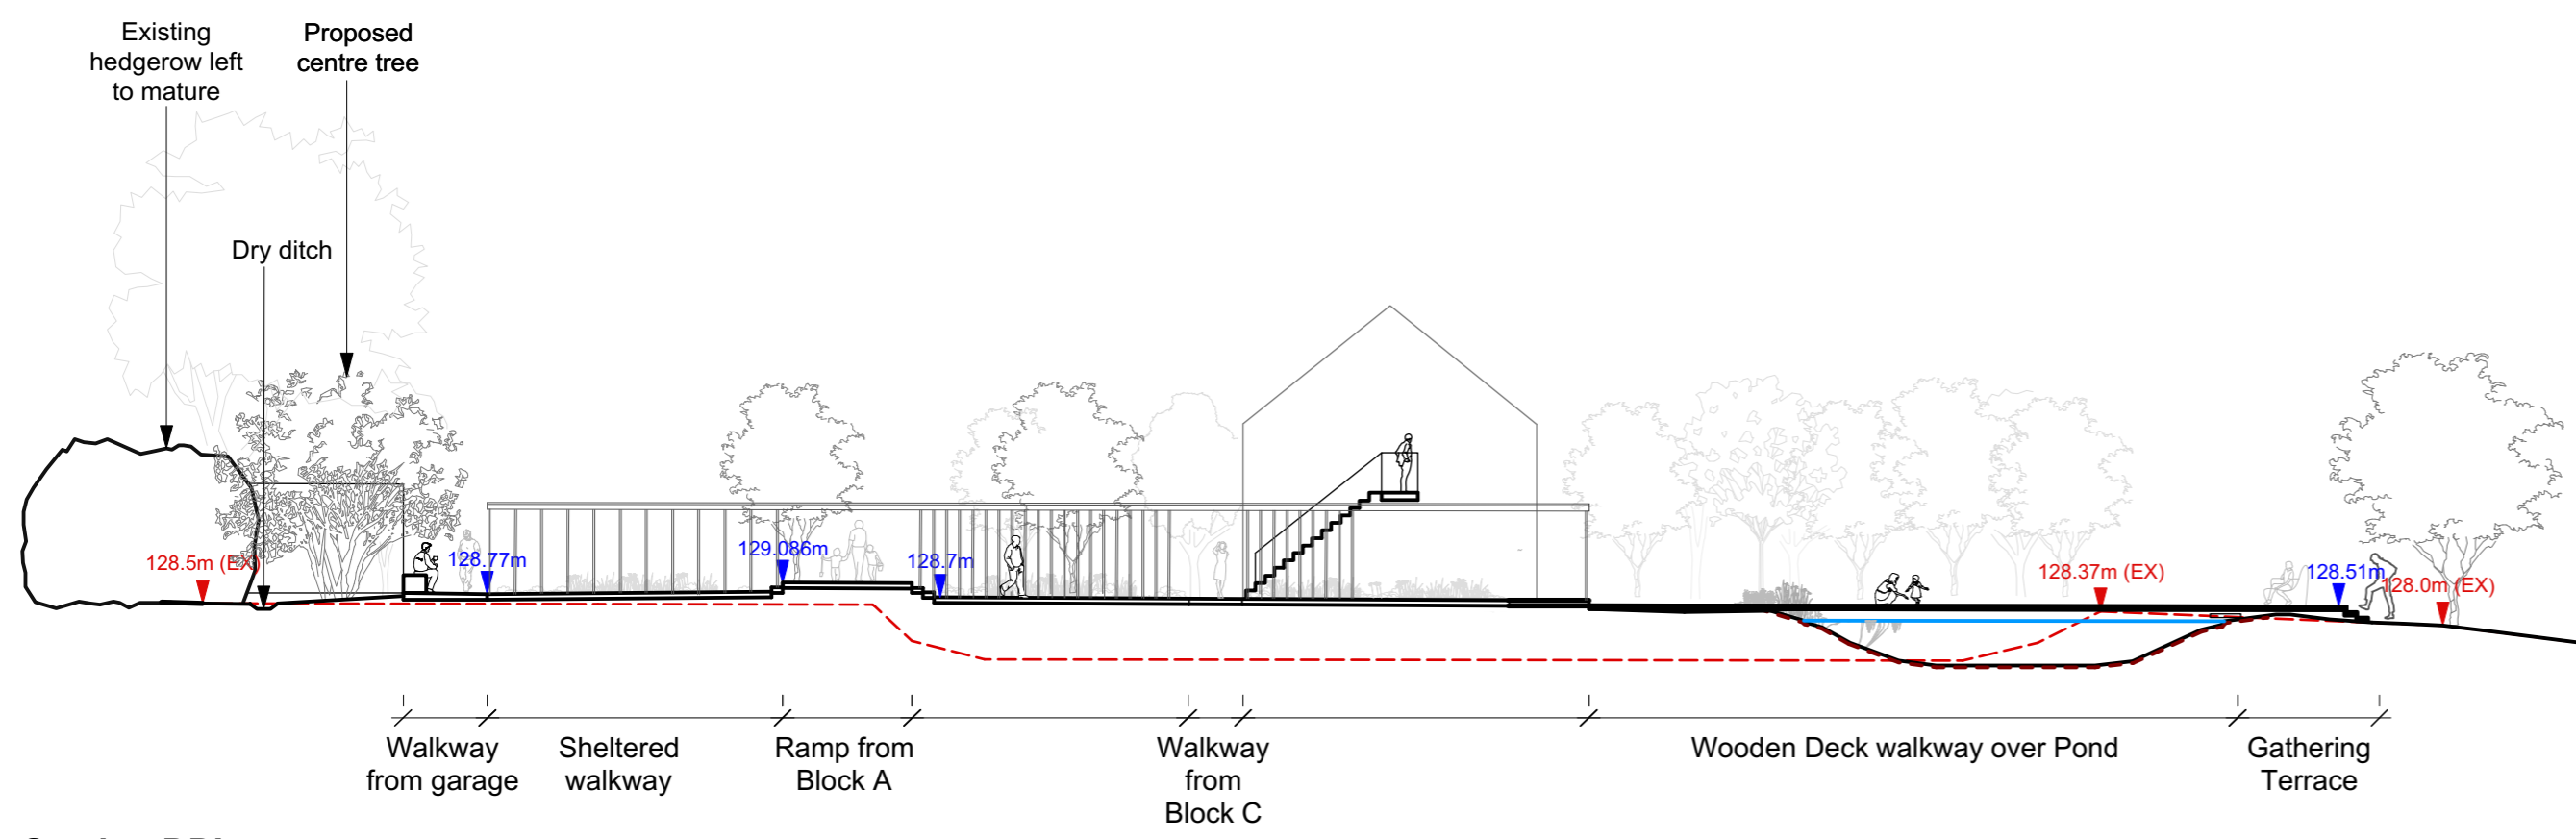 Existing
hedgerow left
to mature
Proposed
centre tree
Dry ditch
128.5m (EX)
128.77m
129.086m
128.7m
128.37m (EX)
128.51m
128.0m (EX)
Walkway
from garage
Sheltered
walkway
Ramp from
Block A
Walkway
from
Block C
Wooden Deck walkway over Pond
Gathering
Terrace